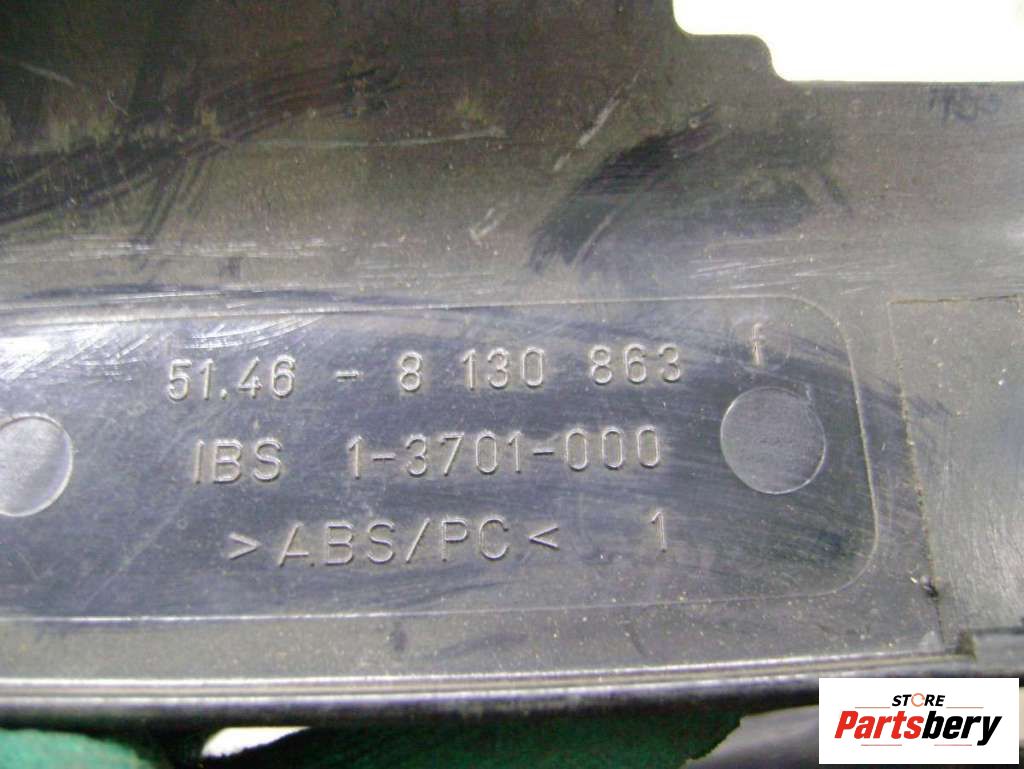 51.46 - 8 130 863 f
IBS 1-3701-000
>ABS/PC< 1
STORE
Partsbery